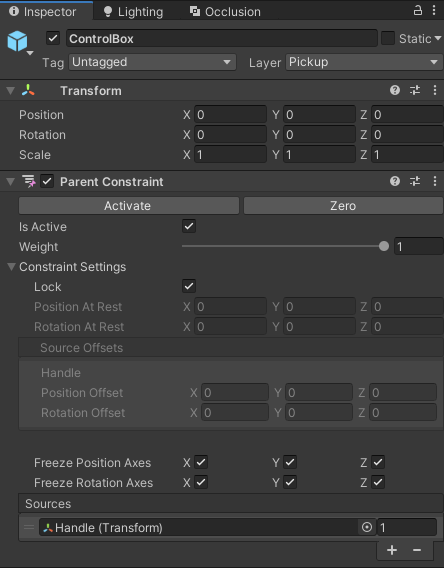 Inspector Lighting Occlusion
ControlBox Static
Tag Untagged Layer Pickup
Transform
Position X 0 Y 0 Z 0
Rotation X 0 Y 0 Z 0
Scale X 1 Y 1 Z 1
Parent Constraint
Activate Zero
Is Active
Weight 1
Constraint Settings
Lock
Position At Rest X 0 Y 0 Z 0
Rotation At Rest X 0 Y 0 Z 0
Source Offsets
Handle
Position Offset X 0 Y 0 Z 0
Rotation Offset X 0 Y 0 Z 0
Freeze Position Axes X Y Z
Freeze Rotation Axes X Y Z
Sources
Handle (Transform) 1